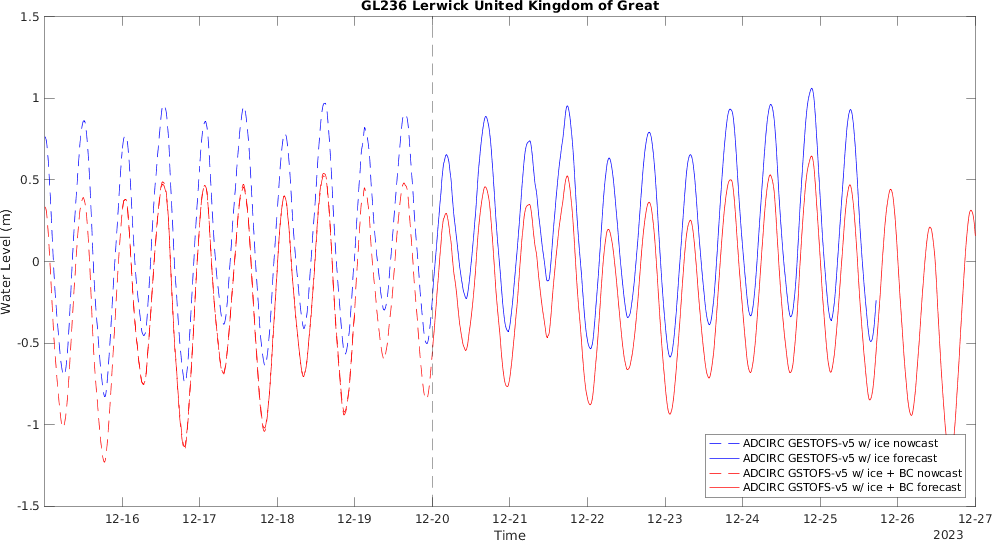 GL236 Lerwick United Kingdom of Great
1.5
1
0.5
0
-0.5
-1
-1.5
Water Level (m)
12-16
12-17
12-18
12-19
12-20
12-21
12-22
12-23
12-24
12-25
12-26
12-27
Time
2023
ADCIRC GESTOFS-v5 w/ ice nowcast
ADCIRC GESTOFS-v5 w/ ice forecast
ADCIRC GSTOFS-v5 w/ ice + BC nowcast
ADCIRC GSTOFS-v5 w/ ice + BC forecast